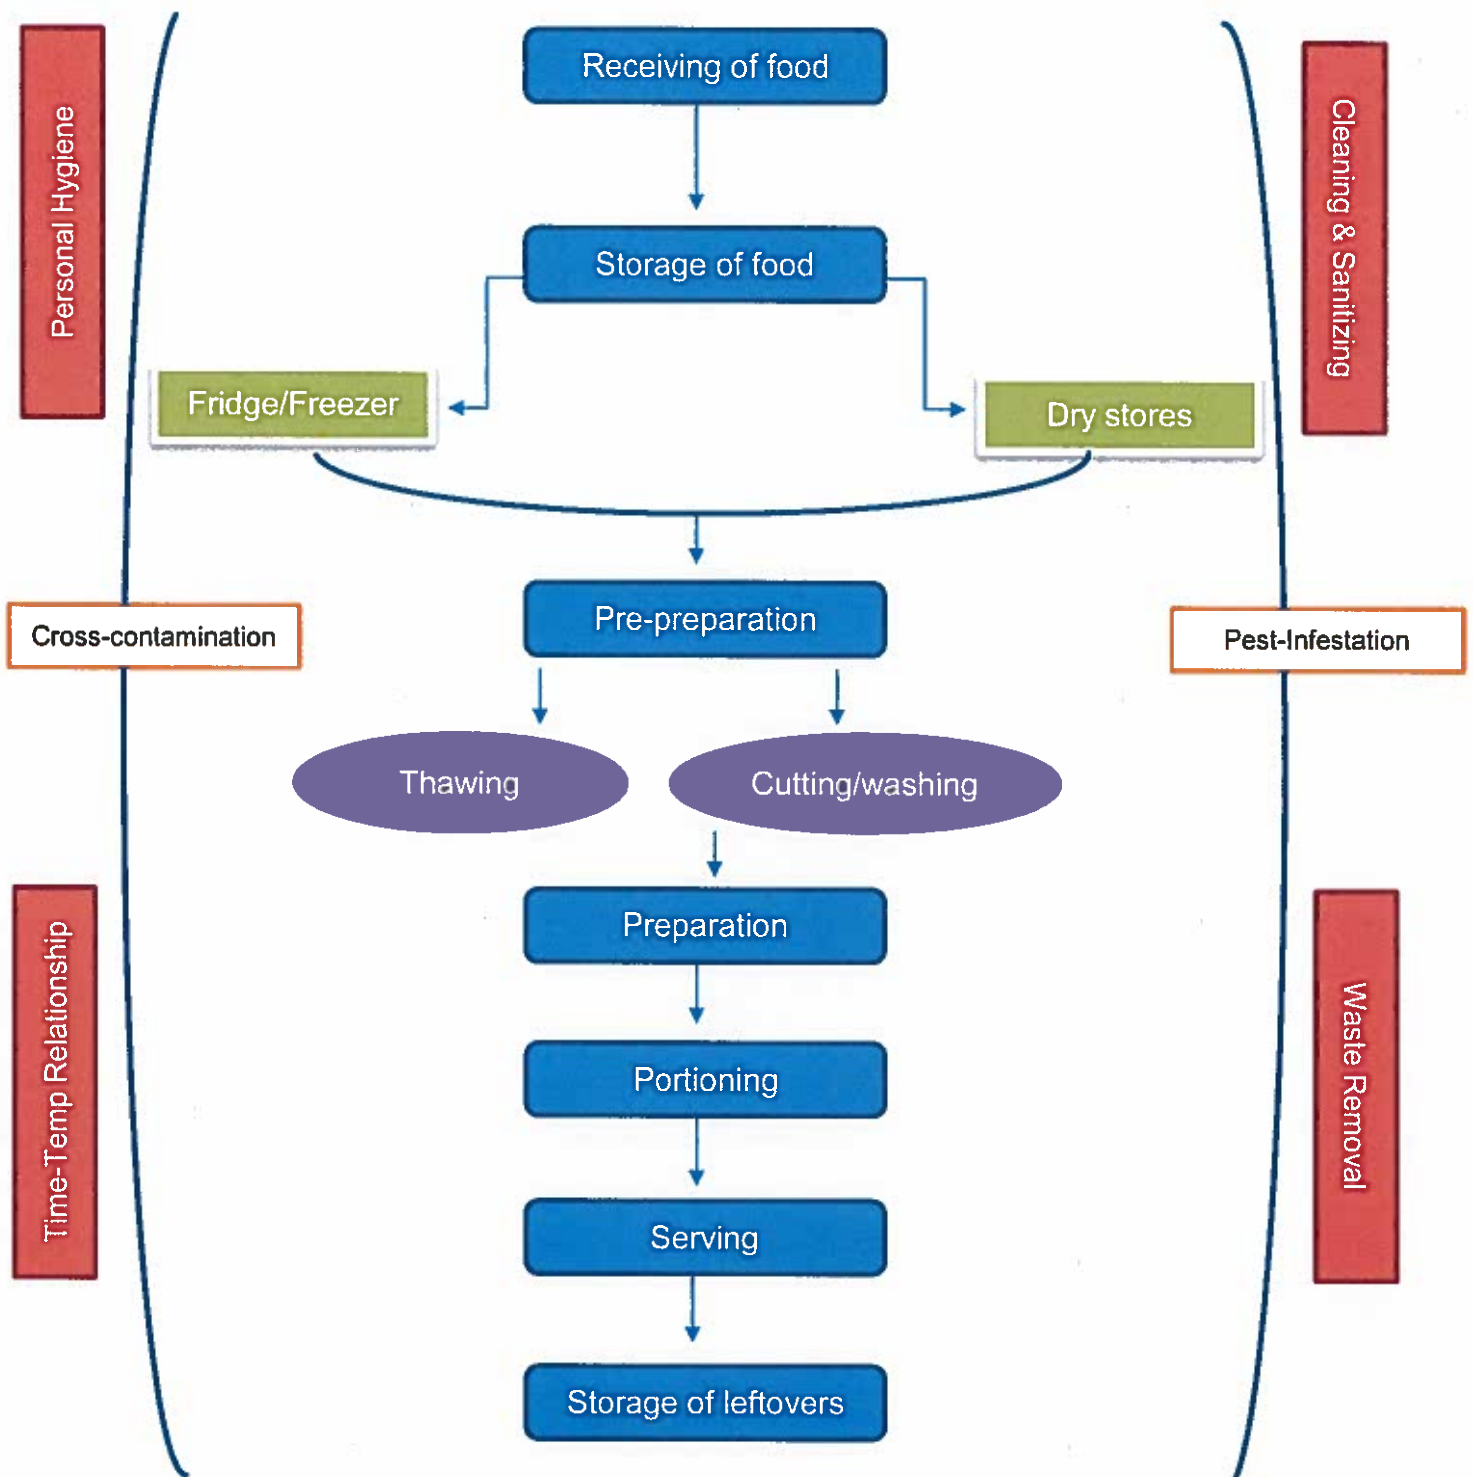 Receiving of food
Personal Hygiene
Cleaning & Sanitizing
Storage of food
Fridge/Freezer
Dry stores
Pre-preparation
Cross-contamination
Pest-Infestation
Thawing
Cutting/washing
Preparation
Time-Temp Relationship
Waste Removal
Portioning
Serving
Storage of leftovers